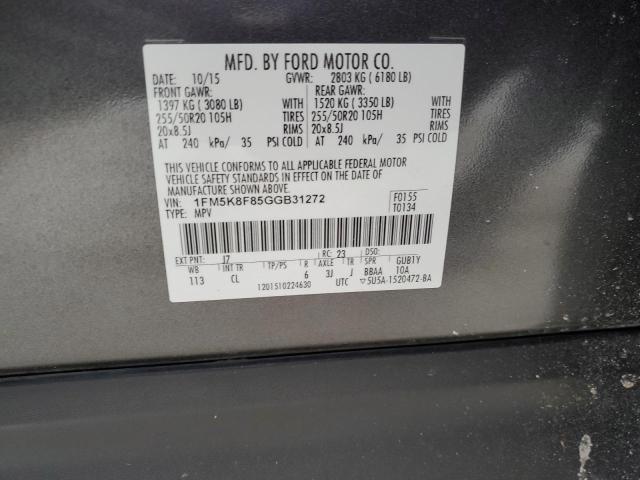 MFD. BY FORD MOTOR CO.
DATE: 10/15 GVWR: 2803 KG ( 6180 LB)
FRONT GAWR: REAR GAWR:
1397 KG ( 3080 LB) WITH 1520 KG ( 3350 LB) WITH
255/50R20 105H TIRES 255/50R20 105H TIRES
20x8.5J RIMS 20x8.5J RIMS
AT 240 kPa/ 35 PSI COLD AT 240 kPa/ 35 PSI COLD
THIS VEHICLE CONFORMS TO ALL APPLICABLE FEDERAL MOTOR
VEHICLE SAFETY STANDARDS IN EFFECT ON THE DATE OF
MANUFACTURE SHOWN ABOVE.
VIN: 1FM5K8F85GGB31272 F0155
TYPE: MPV T0134
EXT PNT: J7 RC: 23 DSO:
WB INT TR TP/PS R AXLE TR SPR GUB1Y
113 CL 6 3J J BBAA 10A
1201510224630 UTC ▽5U5A-1520472-BA